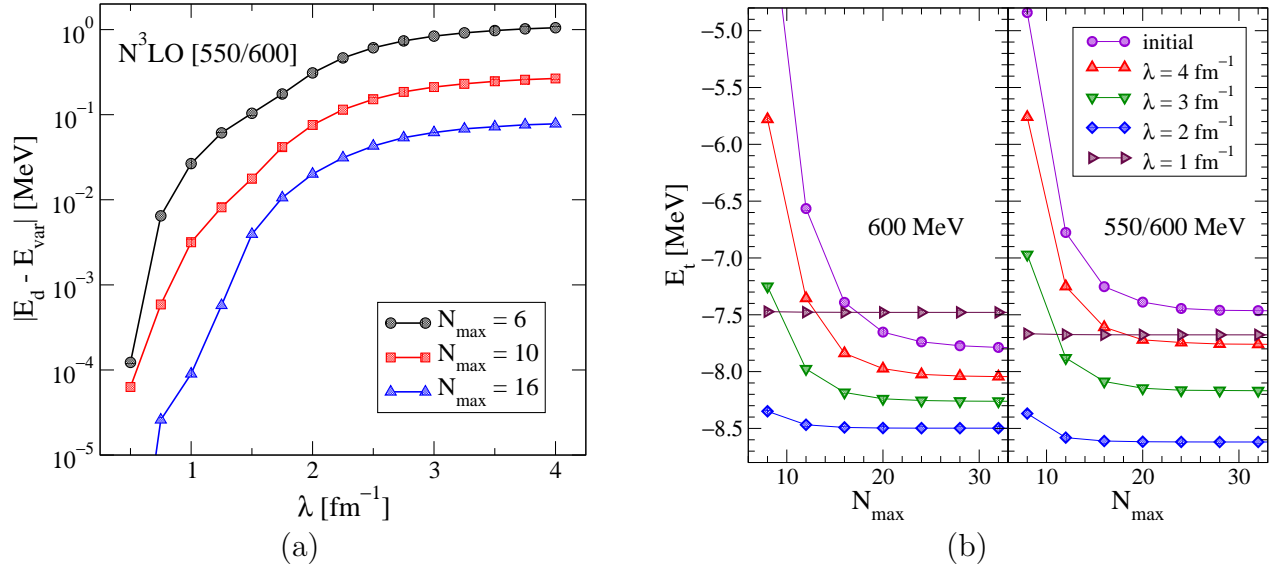 10⁰
10⁻¹
10⁻²
10⁻³
10⁻⁴
10⁻⁵
|E_d - E_var| [MeV]
N³LO [550/600]
N_max = 6
N_max = 10
N_max = 16
1 2 3 4
λ [fm⁻¹]
(a)
−5.0
−5.5
−6.0
−6.5
−7.0
−7.5
−8.0
−8.5
E_t [MeV]
600 MeV
550/600 MeV
initial
λ = 4 fm⁻¹
λ = 3 fm⁻¹
λ = 2 fm⁻¹
λ = 1 fm⁻¹
10 20 30 10 20 30
N_max N_max
(b)